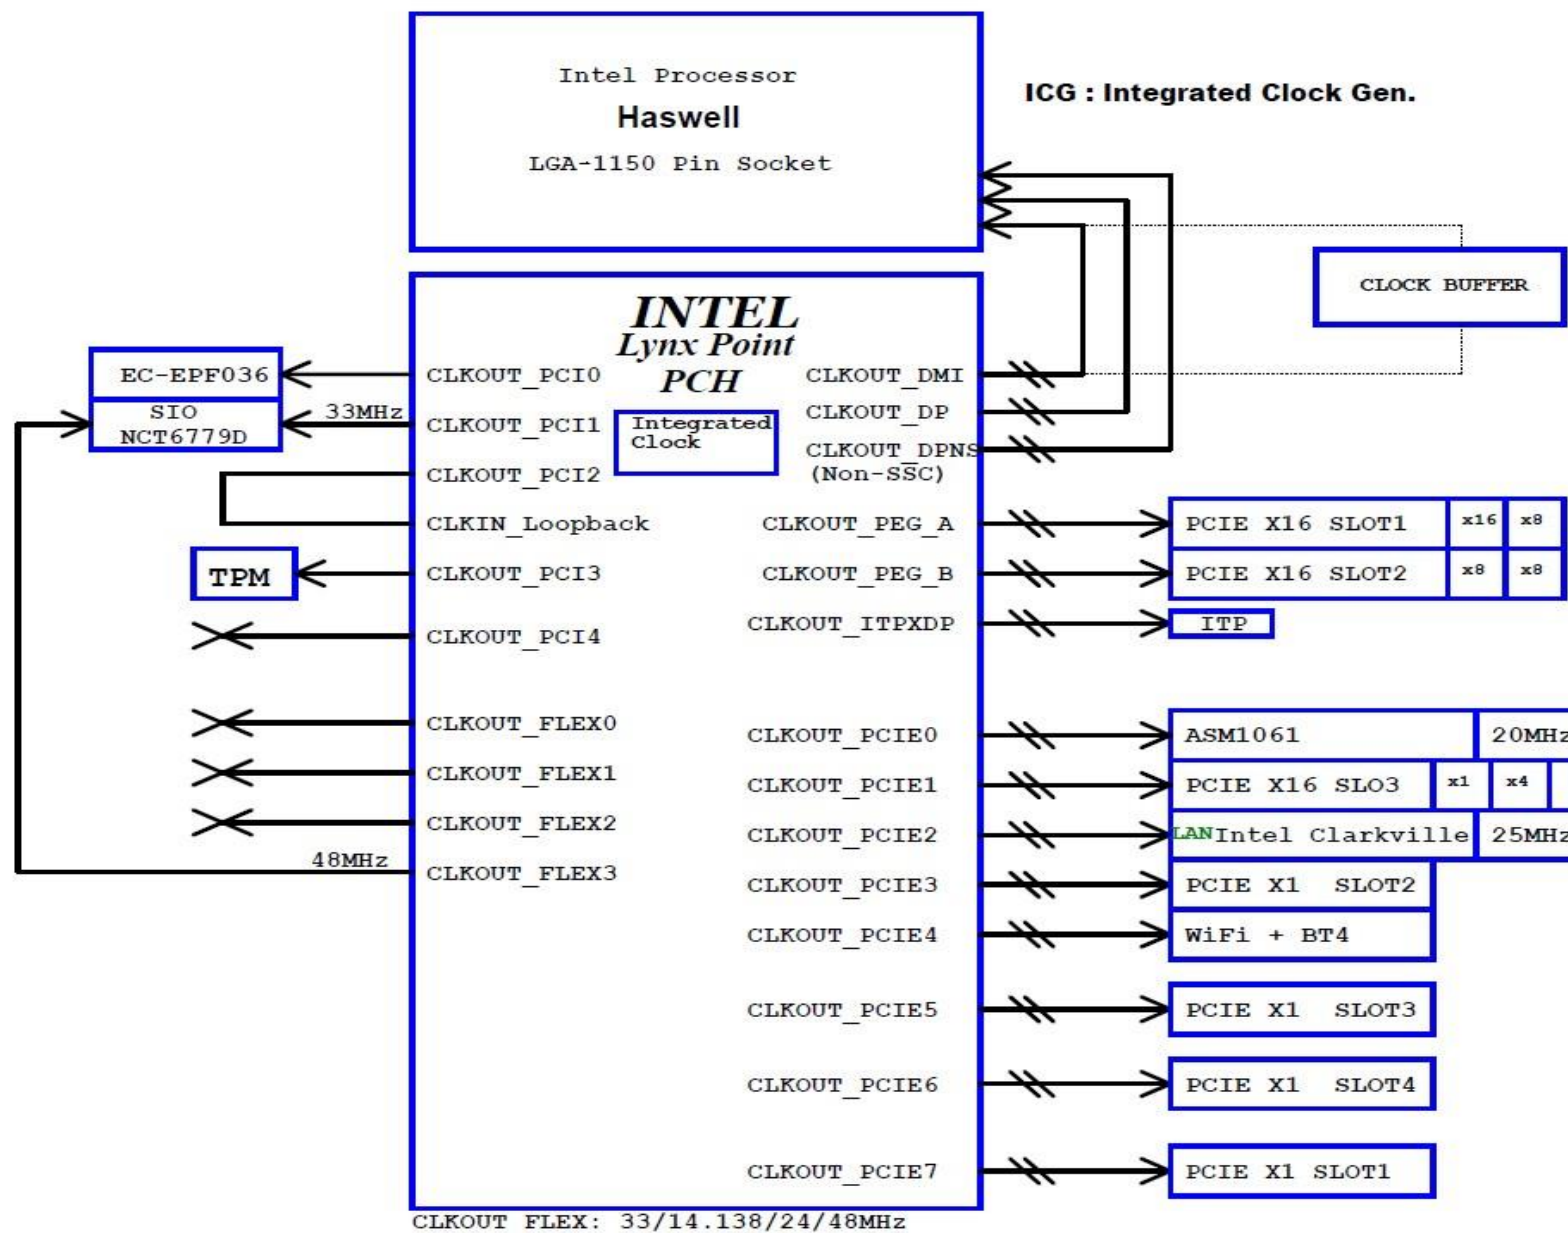 Intel Processor
Haswell
LGA-1150 Pin Socket
ICG : Integrated Clock Gen.
CLOCK BUFFER
INTEL
Lynx Point
PCH
Integrated
Clock
EC-EPF036
SIO
NCT6779D
33MHz
TPM
48MHz
CLKOUT_PCI0
CLKOUT_PCI1
CLKOUT_PCI2
CLKIN_Loopback
CLKOUT_PCI3
CLKOUT_PCI4
CLKOUT_FLEX0
CLKOUT_FLEX1
CLKOUT_FLEX2
CLKOUT_FLEX3
CLKOUT_DMI
CLKOUT_DP
CLKOUT_DPNS
(Non-SSC)
CLKOUT_PEG_A
CLKOUT_PEG_B
CLKOUT_ITPXDP
CLKOUT_PCIE0
CLKOUT_PCIE1
CLKOUT_PCIE2
CLKOUT_PCIE3
CLKOUT_PCIE4
CLKOUT_PCIE5
CLKOUT_PCIE6
CLKOUT_PCIE7
PCIE X16 SLOT1 x16 x8
PCIE X16 SLOT2 x8 x8
ITP
ASM1061 20MHz
PCIE X16 SLO3 x1 x4
LAN Intel Clarkville 25MHz
PCIE X1 SLOT2
WiFi + BT4
PCIE X1 SLOT3
PCIE X1 SLOT4
PCIE X1 SLOT1
CLKOUT FLEX: 33/14.138/24/48MHz